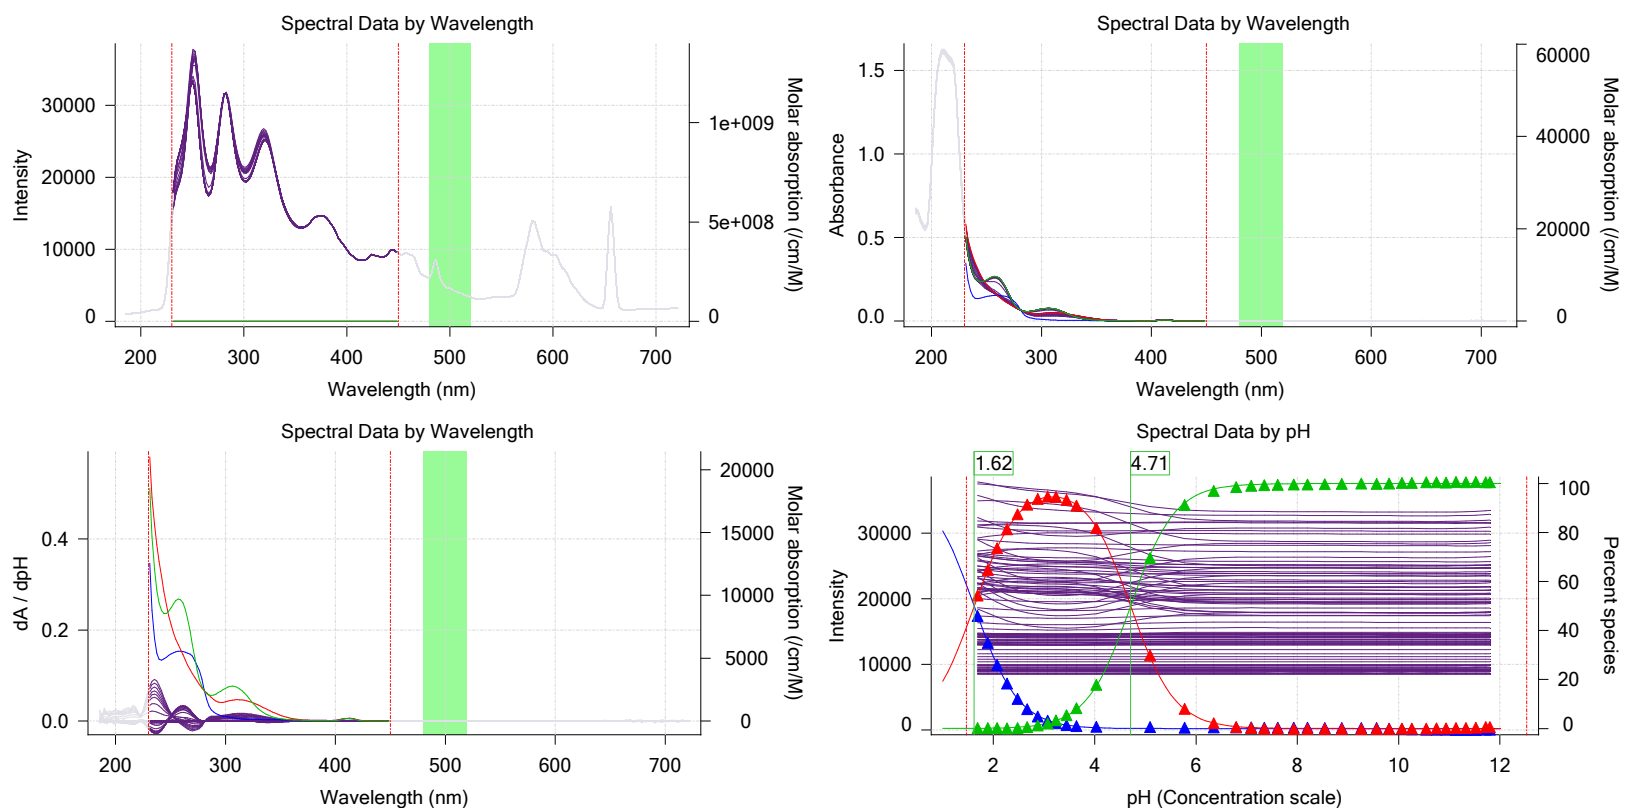 Spectral Data by Wavelength
Intensity
30000
20000
10000
0
1e+009
5e+008
0
Molar absorption (/cm/M)
200 300 400 500 600 700
Wavelength (nm)
Spectral Data by Wavelength
Absorbance
1.5
1.0
0.5
0.0
60000
40000
20000
0
Molar absorption (/cm/M)
200 300 400 500 600 700
Wavelength (nm)
Spectral Data by Wavelength
dA / dpH
0.4
0.2
0.0
20000
15000
10000
5000
0
Molar absorption (/cm/M)
200 300 400 500 600 700
Wavelength (nm)
Spectral Data by pH
1.62 4.71
Intensity
30000
20000
10000
0
100
80
60
40
20
0
Percent species
2 4 6 8 10 12
pH (Concentration scale)